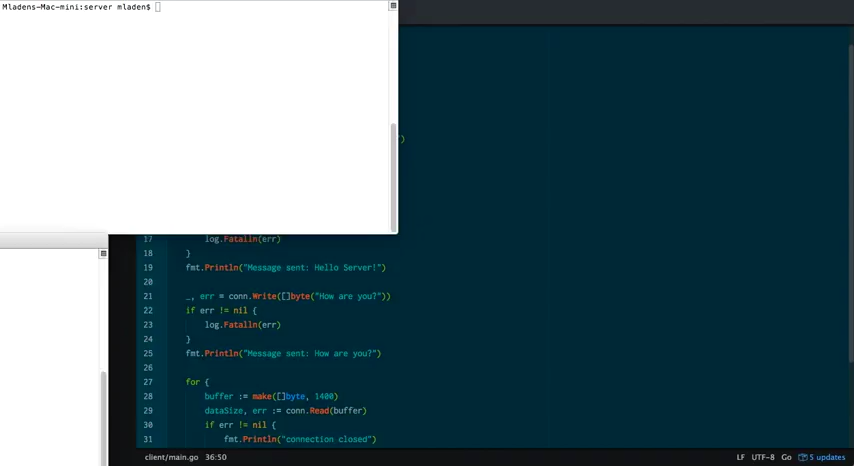 Mladens-Mac-mini:server mladen$
")
17 log.Fatalln(err)
18 }
19 fmt.Println("Message sent: Hello Server!")
20
21 _, err = conn.Write([]byte("How are you?"))
22 if err != nil {
23 log.Fatalln(err)
24 }
25 fmt.Println("Message sent: How are you?")
26
27 for {
28 buffer := make([]byte, 1400)
29 dataSize, err := conn.Read(buffer)
30 if err != nil {
31 fmt.Println("connection closed")
client/main.go 36:50 LF UTF-8 Go 5 updates